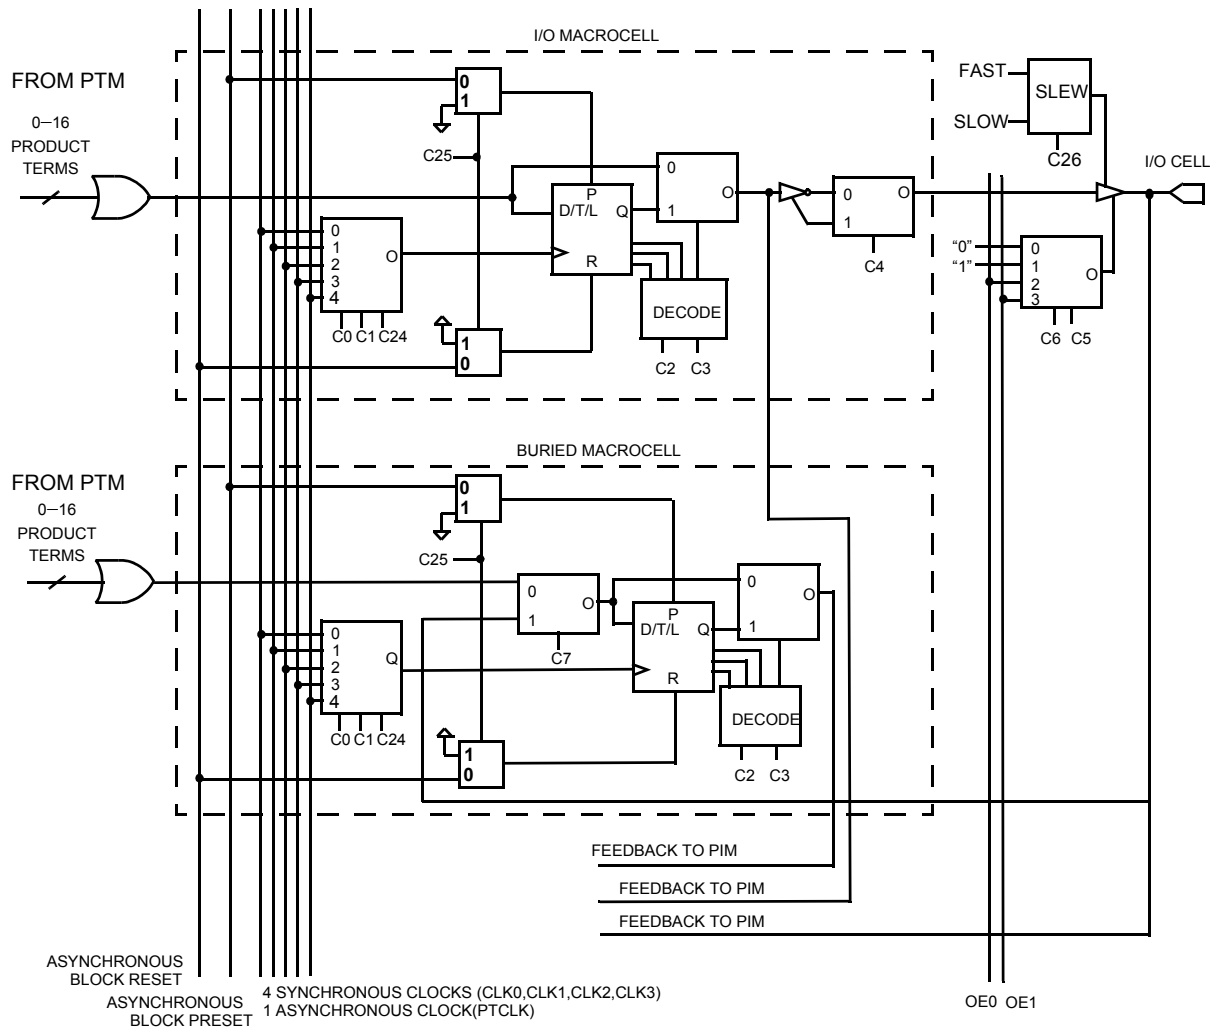 I/O MACROCELL
FROM PTM
0–16
PRODUCT
TERMS
0
1
C25
P
D/T/L
Q
R
0
1
2
3
4
O
C0 C1 C24
1
0
0
1
O
DECODE
C2 C3
0
1
O
C4
FAST
SLOW
SLEW
C26
I/O CELL
"0"
"1"
0
1
2
3
O
C6 C5
BURIED MACROCELL
FROM PTM
0–16
PRODUCT
TERMS
0
1
C25
0
1
O
C7
P
D/T/L
Q
R
0
1
2
3
4
Q
C0 C1 C24
1
0
0
1
O
DECODE
C2 C3
FEEDBACK TO PIM
FEEDBACK TO PIM
FEEDBACK TO PIM
ASYNCHRONOUS
BLOCK RESET
ASYNCHRONOUS
BLOCK PRESET
4 SYNCHRONOUS CLOCKS (CLK0,CLK1,CLK2,CLK3)
1 ASYNCHRONOUS CLOCK(PTCLK)
OE0 OE1